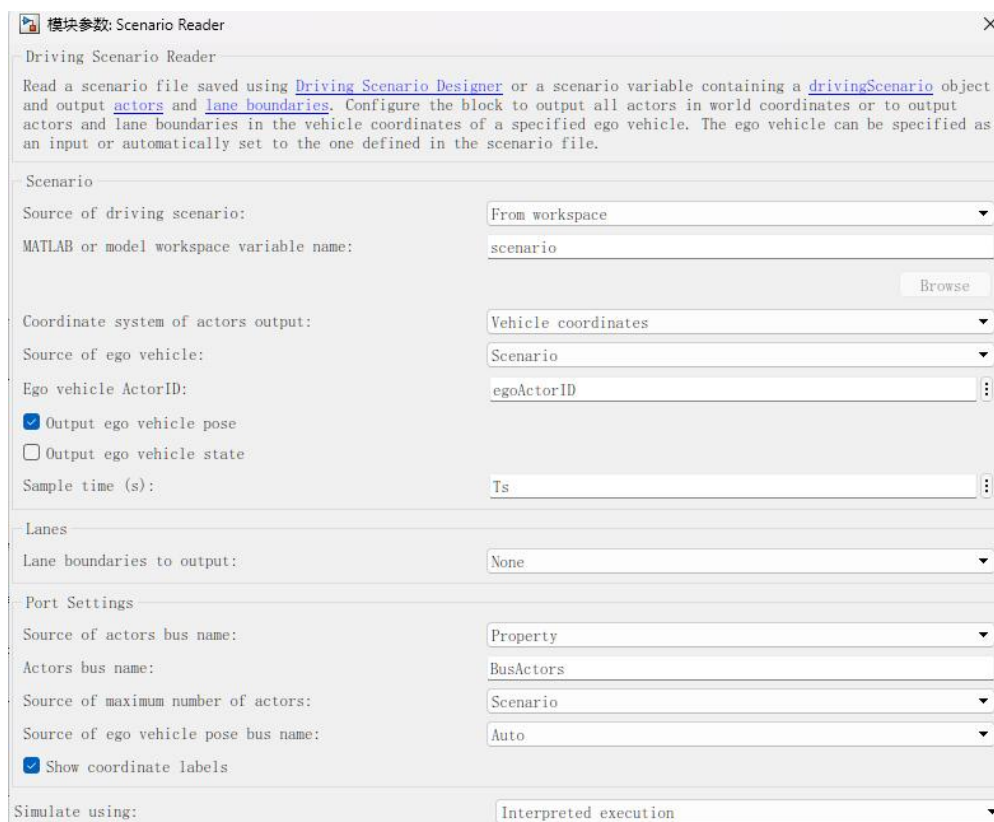 模块参数: Scenario Reader
Driving Scenario Reader
Read a scenario file saved using Driving Scenario Designer or a scenario variable containing a drivingScenario object
and output actors and lane boundaries. Configure the block to output all actors in world coordinates or to output
actors and lane boundaries in the vehicle coordinates of a specified ego vehicle. The ego vehicle can be specified as
an input or automatically set to the one defined in the scenario file.
Scenario
Source of driving scenario: From workspace
MATLAB or model workspace variable name: scenario
Browse
Coordinate system of actors output: Vehicle coordinates
Source of ego vehicle: Scenario
Ego vehicle ActorID: egoActorID
Output ego vehicle pose
Output ego vehicle state
Sample time (s): Ts
Lanes
Lane boundaries to output: None
Port Settings
Source of actors bus name: Property
Actors bus name: BusActors
Source of maximum number of actors: Scenario
Source of ego vehicle pose bus name: Auto
Show coordinate labels
Simulate using: Interpreted execution